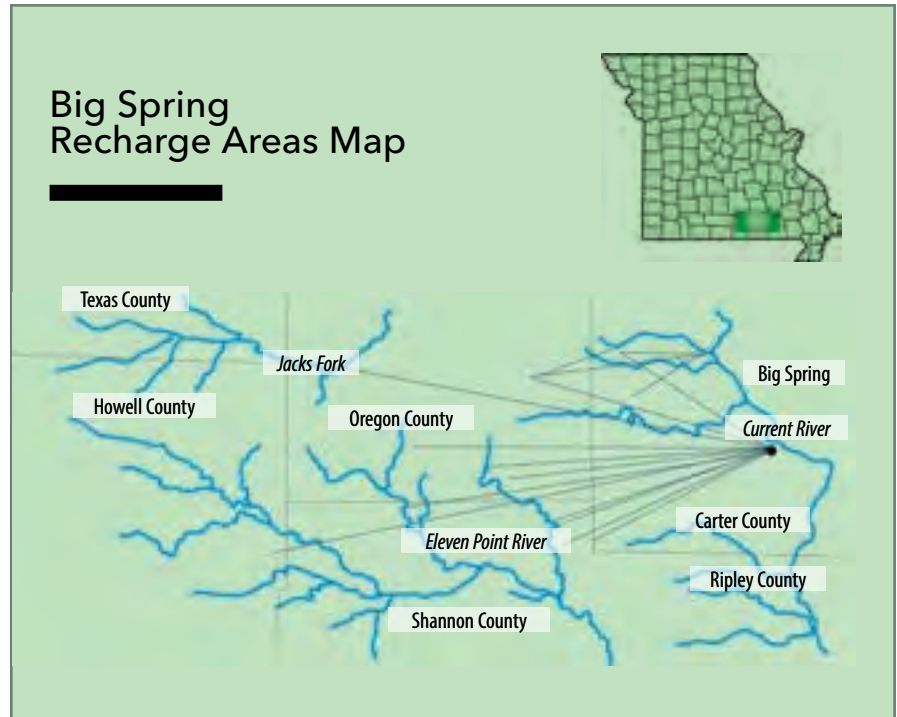 Big Spring
Recharge Areas Map
Texas County
Jacks Fork
Big Spring
Howell County
Oregon County
Current River
Carter County
Eleven Point River
Ripley County
Shannon County